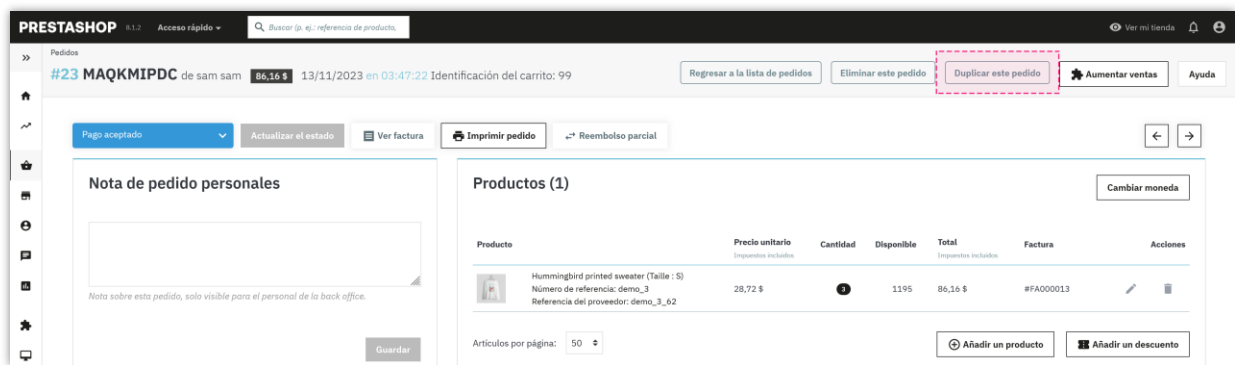 PRESTASHOP 8.1.2 Acceso rápido Buscar (p. ej.: referencia de producto, Ver mi tienda
Pedidos
#23 MAQKMIPDC de sam sam 86,16 $ 13/11/2023 en 03:47:22 Identificación del carrito: 99 Regresar a la lista de pedidos Eliminar este pedido Duplicar este pedido Aumentar ventas Ayuda
Pago aceptado Actualizar el estado Ver factura Imprimir pedido Reembolso parcial
Nota de pedido personales
Nota sobre esta pedido, solo visible para el personal de la back office.
Guardar
Productos (1) Cambiar moneda
Producto Precio unitario Cantidad Disponible Total Factura Acciones
Impuestos incluidos Impuestos incluidos
Hummingbird printed sweater (Taille : S)
Número de referencia: demo_3 28,72 $ 3 1195 86,16 $ #FA000013
Referencia del proveedor: demo_3_62
Artículos por página: 50 Añadir un producto Añadir un descuento